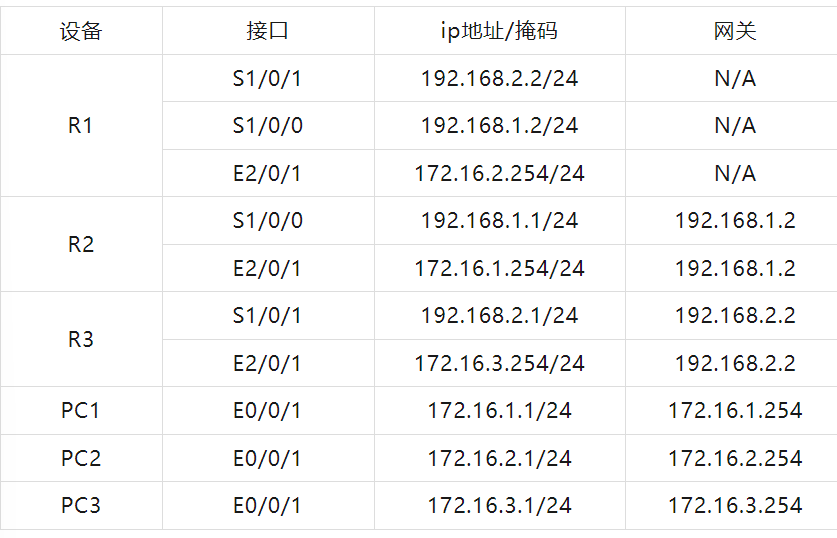 设备 接口 ip地址/掩码 网关
S1/0/1 192.168.2.2/24 N/A
R1 S1/0/0 192.168.1.2/24 N/A
E2/0/1 172.16.2.254/24 N/A
R2 S1/0/0 192.168.1.1/24 192.168.1.2
E2/0/1 172.16.1.254/24 192.168.1.2
R3 S1/0/1 192.168.2.1/24 192.168.2.2
E2/0/1 172.16.3.254/24 192.168.2.2
PC1 E0/0/1 172.16.1.1/24 172.16.1.254
PC2 E0/0/1 172.16.2.1/24 172.16.2.254
PC3 E0/0/1 172.16.3.1/24 172.16.3.254